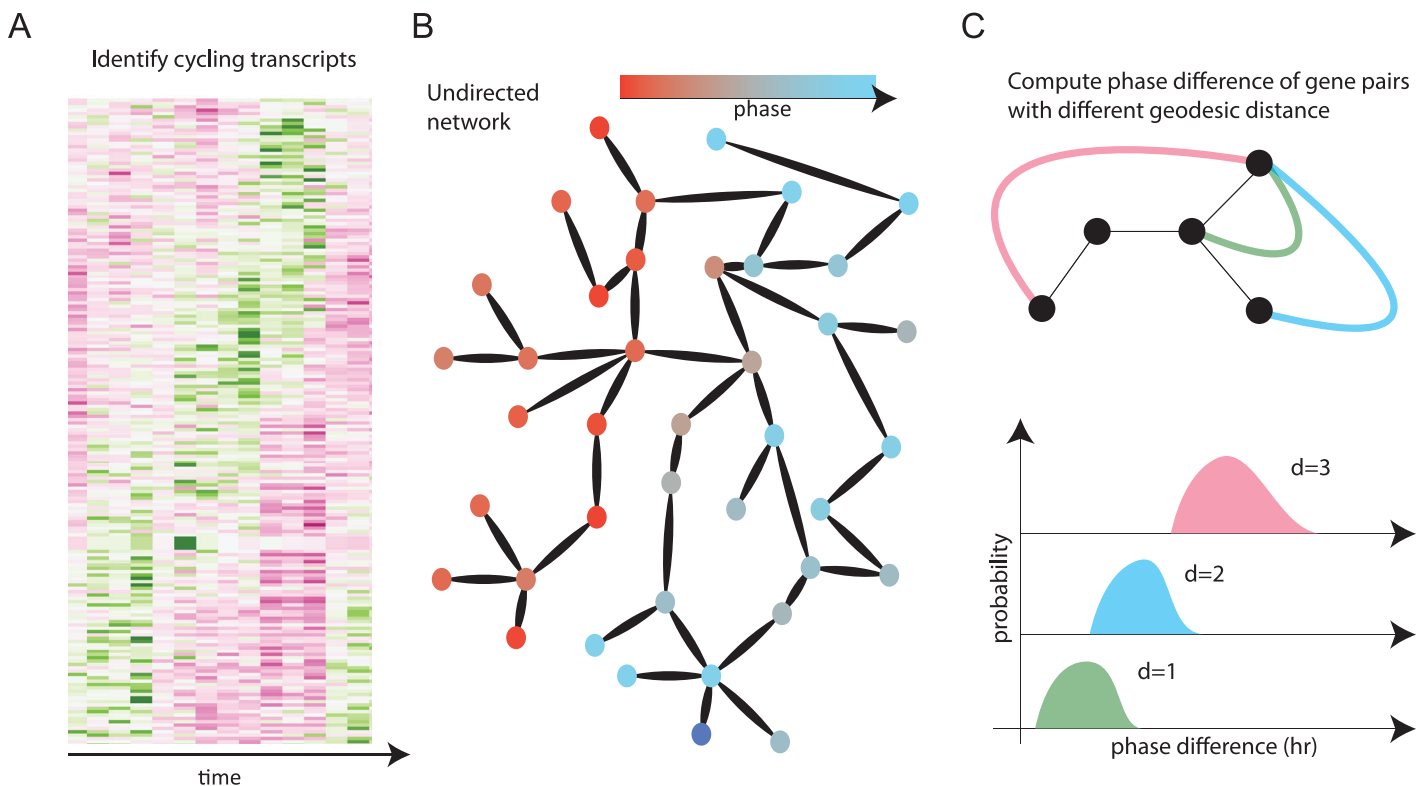 A
Identify cycling transcripts
time
B
Undirected
network
phase
C
Compute phase difference of gene pairs
with different geodesic distance
probability
d=3
d=2
d=1
phase difference (hr)